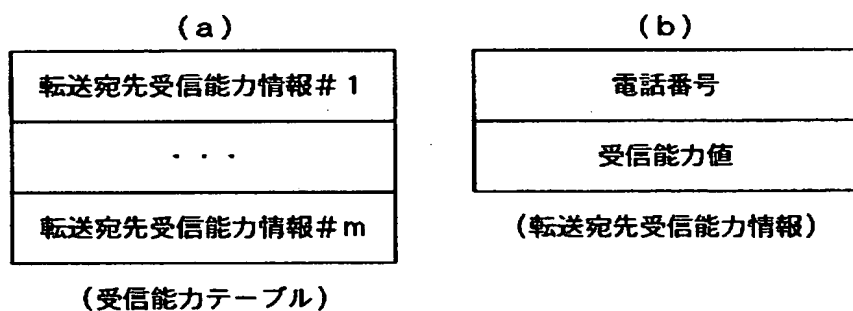 (a)
転送宛先受信能力情報#1
・・・
転送宛先受信能力情報#m
(受信能力テーブル)
(b)
電話番号
受信能力値
(転送宛先受信能力情報)